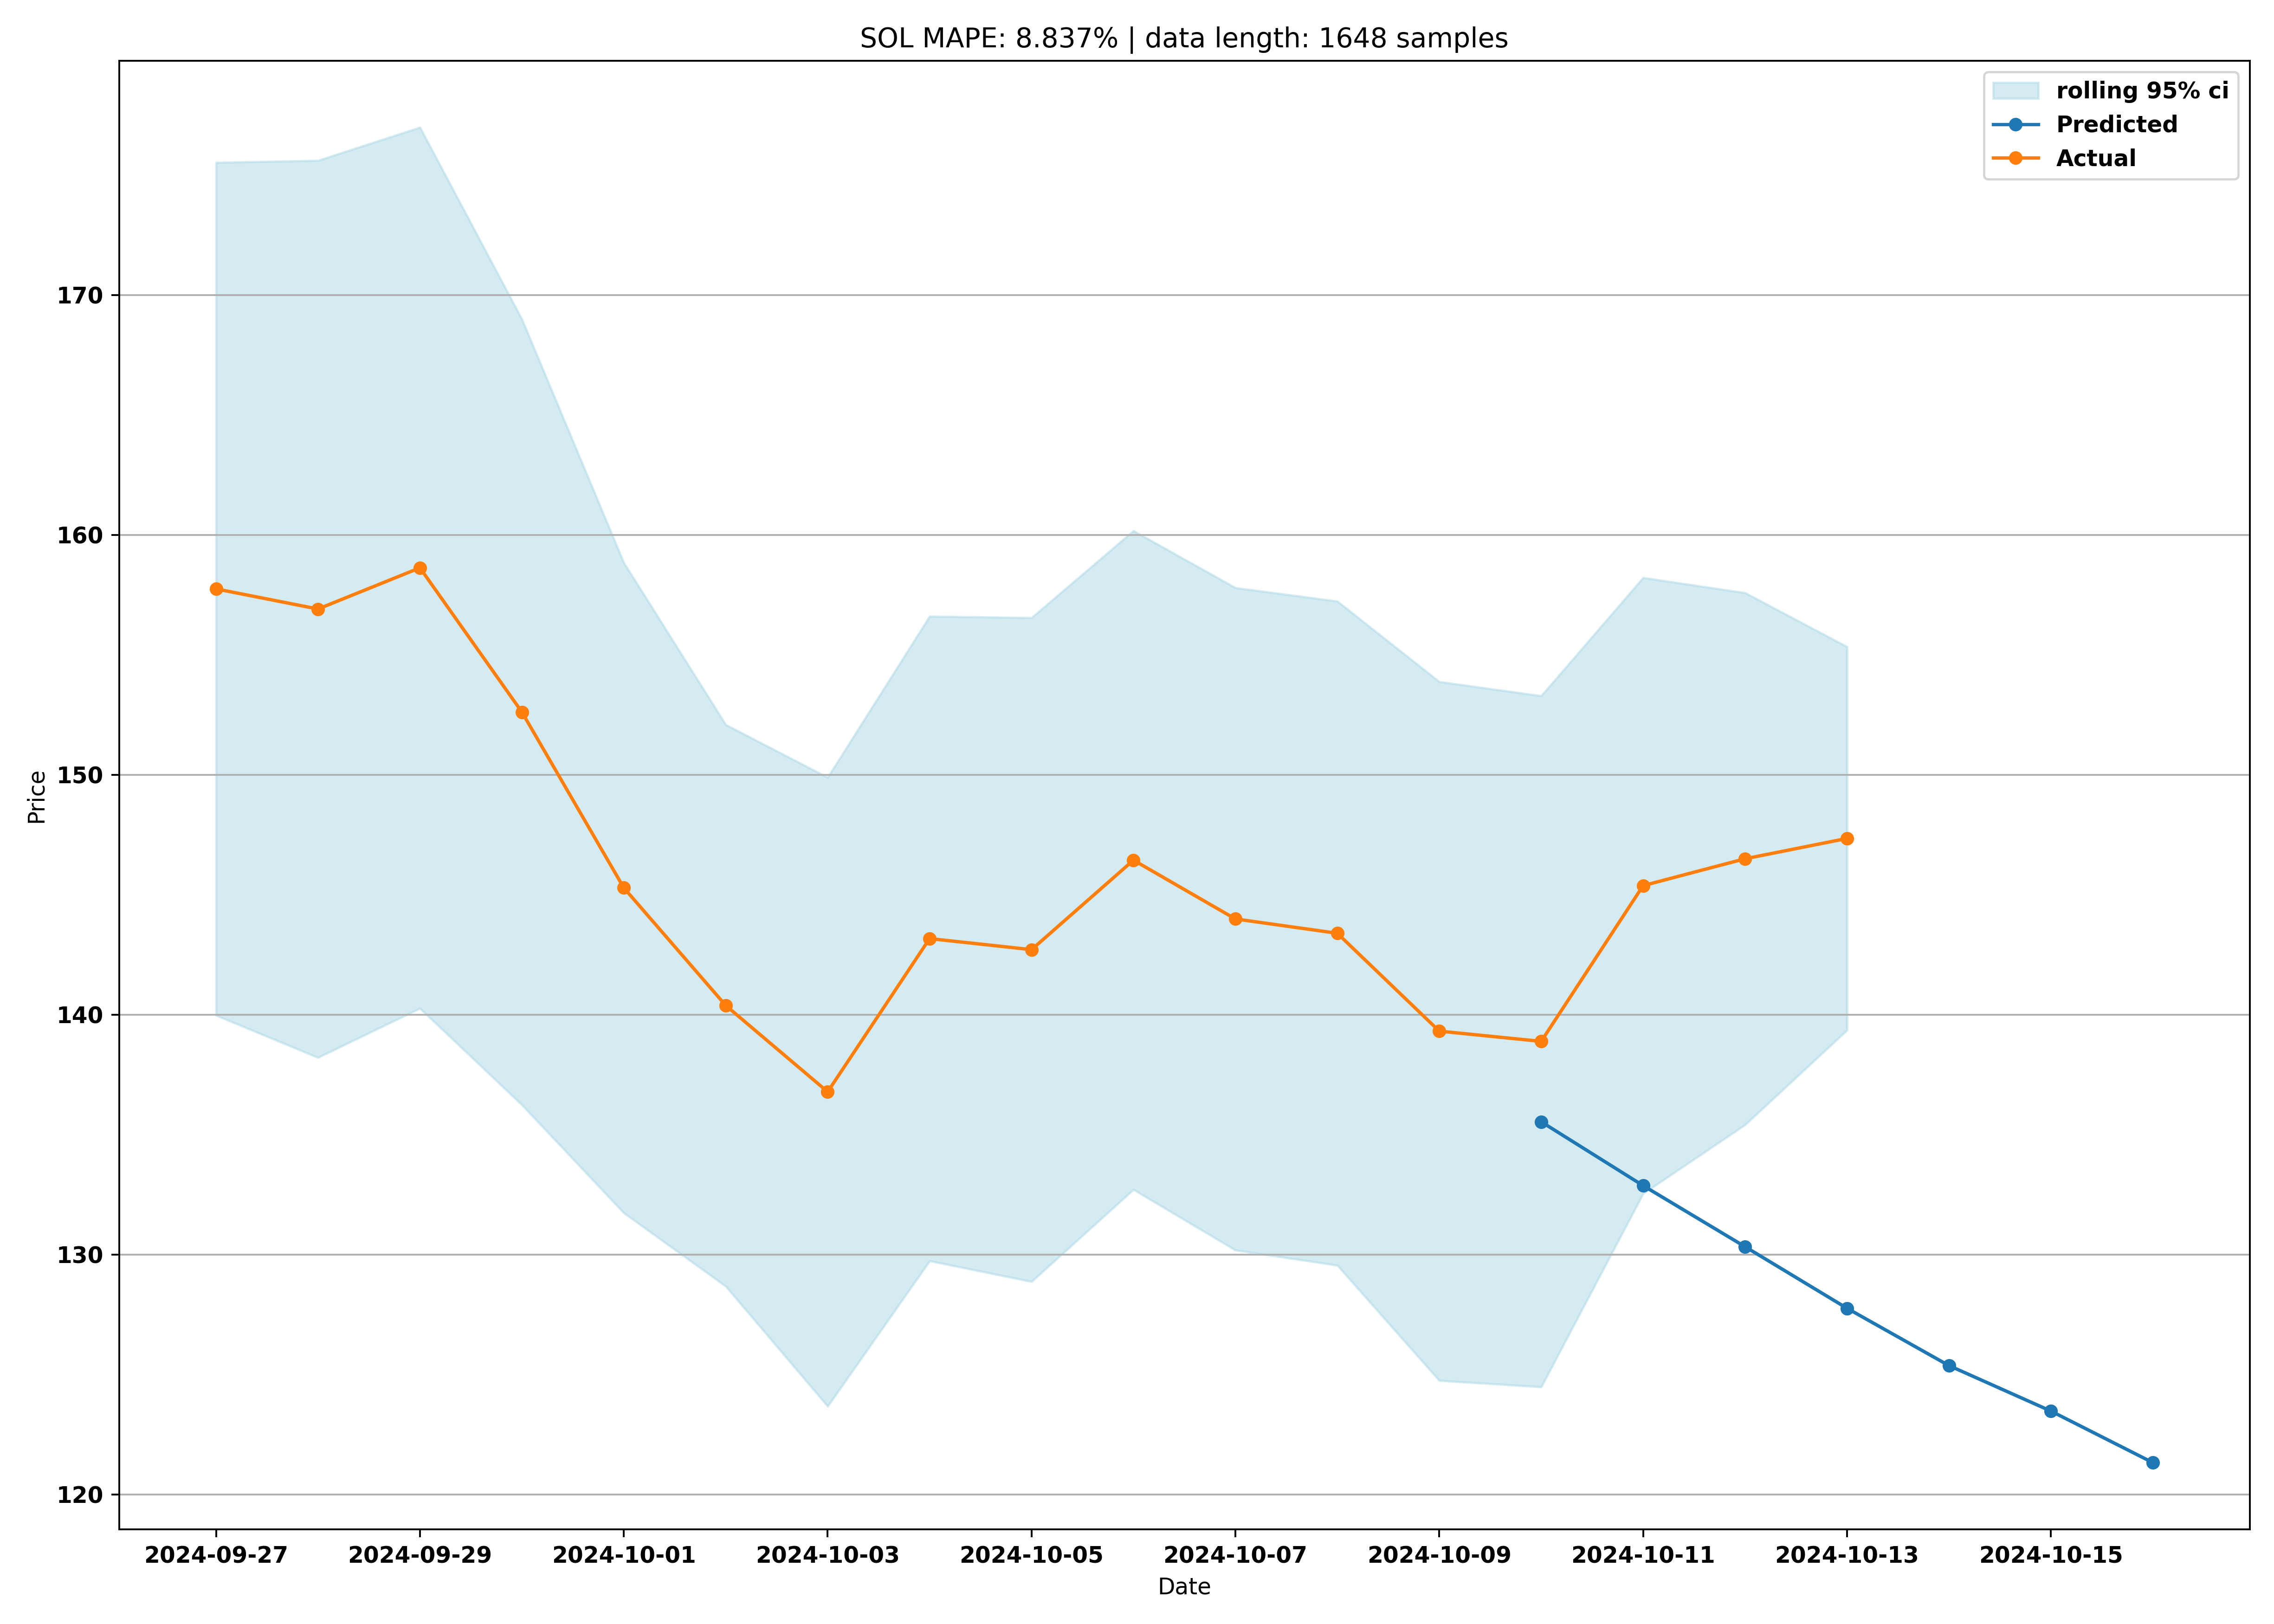 SOL MAPE: 8.837% | data length: 1648 samples
rolling 95% ci
Predicted
Actual
170
160
150
140
130
120
Price
2024-09-27 2024-09-29 2024-10-01 2024-10-03 2024-10-05 2024-10-07 2024-10-09 2024-10-11 2024-10-13 2024-10-15
Date